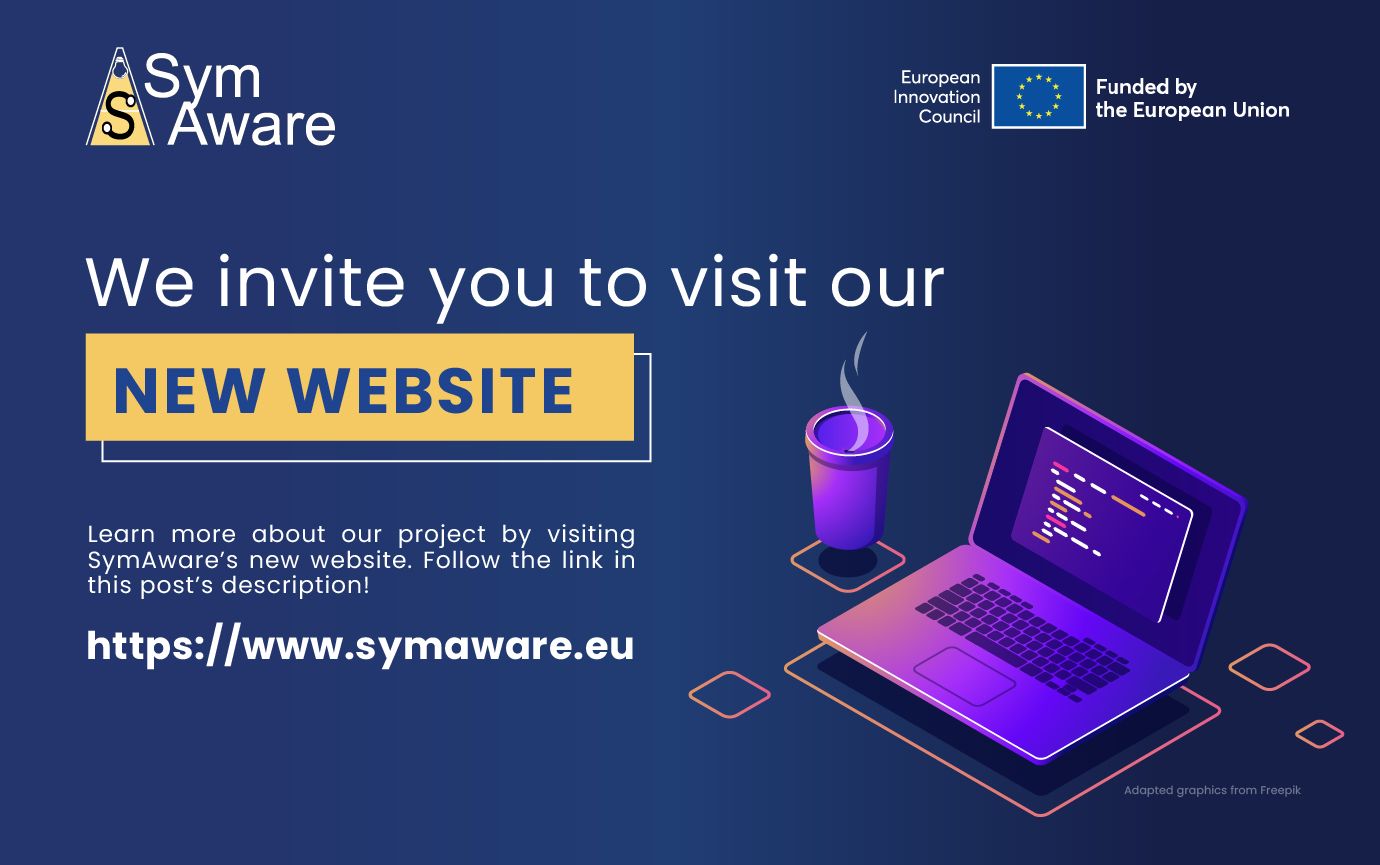 Sym
Aware
S
European
Innovation
Council
Funded by
the European Union
We invite you to visit our
NEW WEBSITE
Learn more about our project by visiting
SymAware’s new website. Follow the link in
this post’s description!
https://www.symaware.eu
Adapted graphics from Freepik